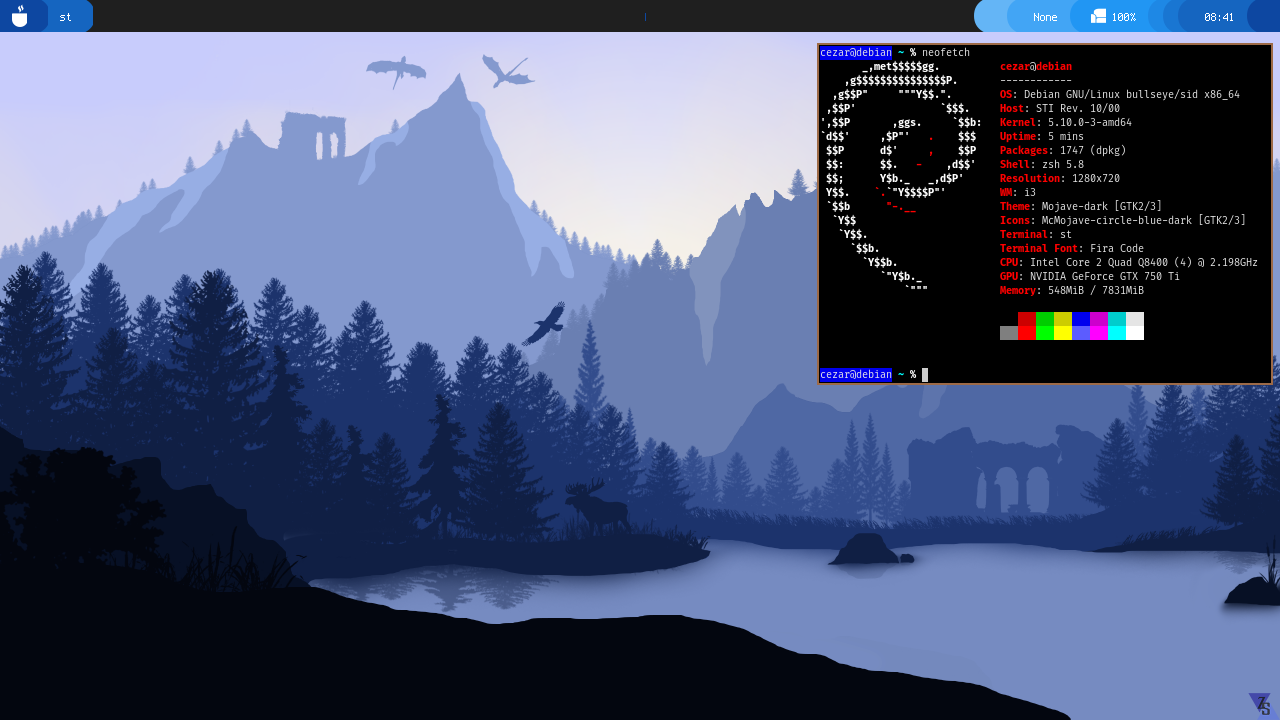 st
None
100%
08:41
cezar@debian ~ % neofetch
       _,met$$$$$gg.
    ,g$$$$$$$$$$$$$$$P.
  ,g$$P"     """Y$$.".
 ,$$P'              `$$$.
',$$P       ,ggs.     `$$b:
`d$$'     ,$P"'   .    $$$
 $$P      d$'     ,    $$P
 $$:      $$.   -    ,d$$'
 $$;      Y$b._   _,d$P'
 Y$$.    `.`"Y$$$$P"'
 `$$b      "-.__
  `Y$$
   `Y$$.
     `$$b.
       `Y$$b.
          `"Y$b._
              `"""
cezar@debian
------------
OS: Debian GNU/Linux bullseye/sid x86_64
Host: STI Rev. 10/00
Kernel: 5.10.0-3-amd64
Uptime: 5 mins
Packages: 1747 (dpkg)
Shell: zsh 5.8
Resolution: 1280x720
WM: i3
Theme: Mojave-dark [GTK2/3]
Icons: McMojave-circle-blue-dark [GTK2/3]
Terminal: st
Terminal Font: Fira Code
CPU: Intel Core 2 Quad Q8400 (4) @ 2.198GHz
GPU: NVIDIA GeForce GTX 750 Ti
Memory: 548MiB / 7831MiB
cezar@debian ~ %